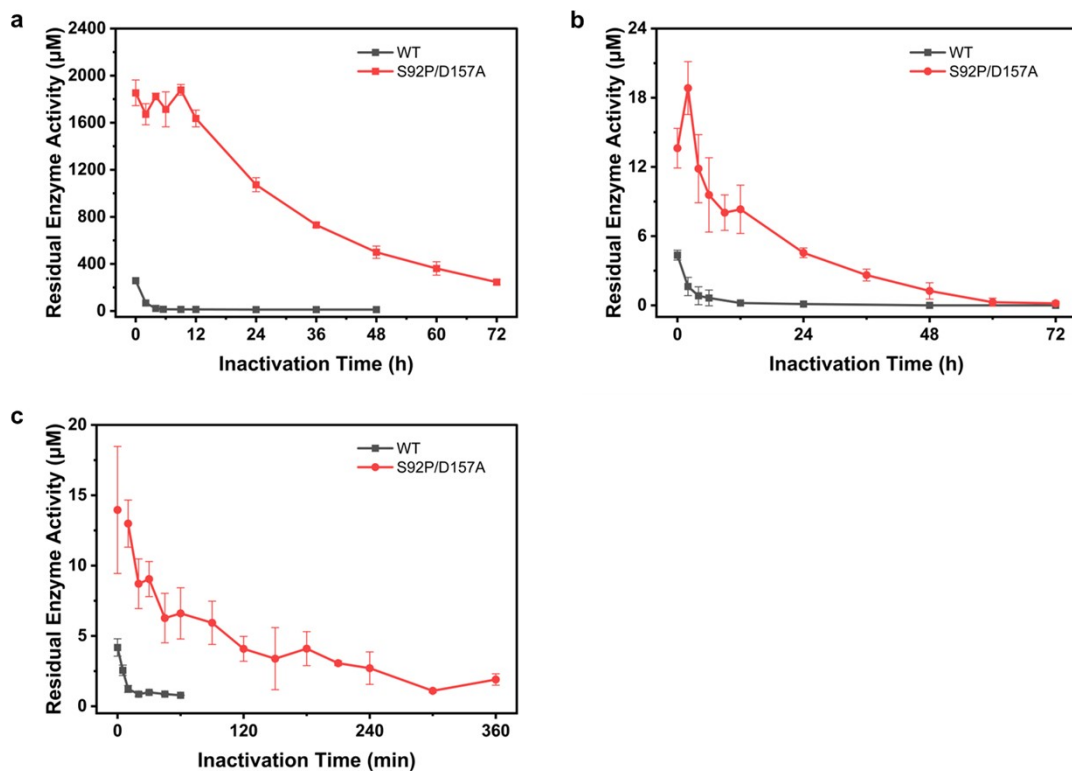 a
Residual Enzyme Activity (µM)
2400
2000
1600
1200
800
400
0
WT
S92P/D157A
0 12 24 36 48 60 72
Inactivation Time (h)
b
Residual Enzyme Activity (µM)
24
18
12
6
0
WT
S92P/D157A
0 24 48 72
Inactivation Time (h)
c
Residual Enzyme Activity (µM)
20
15
10
5
0
WT
S92P/D157A
0 120 240 360
Inactivation Time (min)